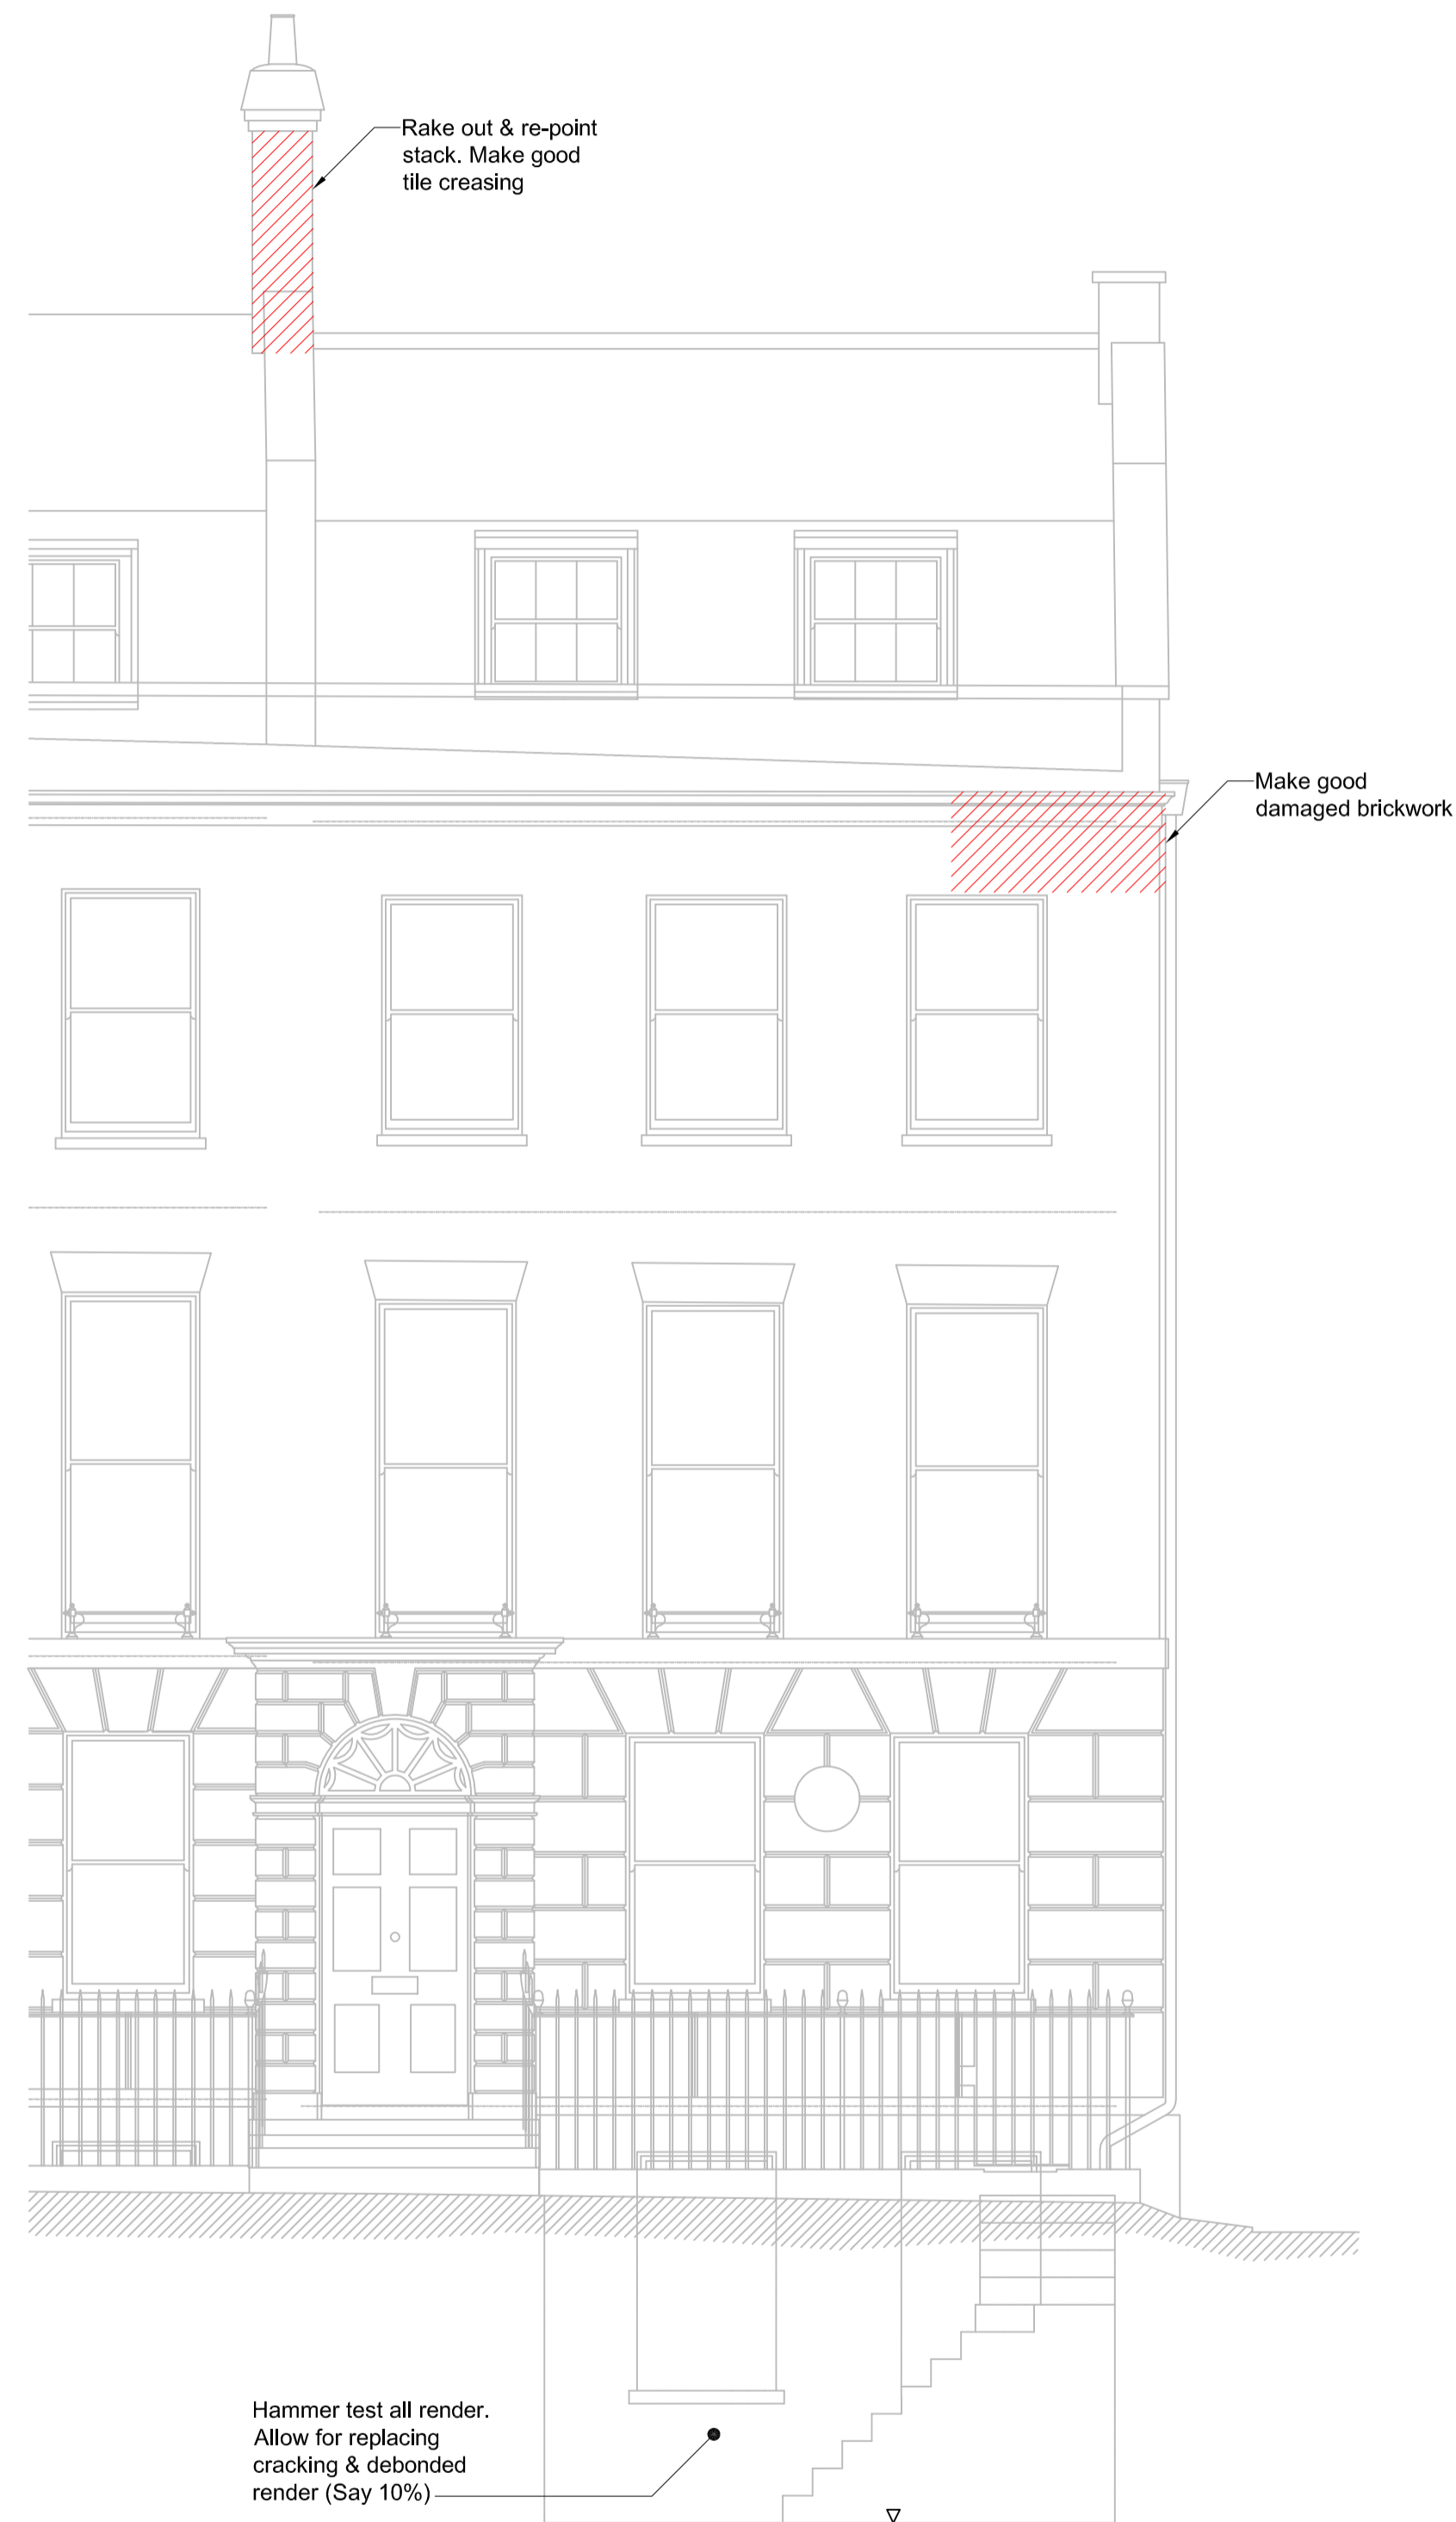 Rake out & re-point
stack. Make good
tile creasing
Make good
damaged brickwork
Hammer test all render.
Allow for replacing
cracking & debonded
render (Say 10%)